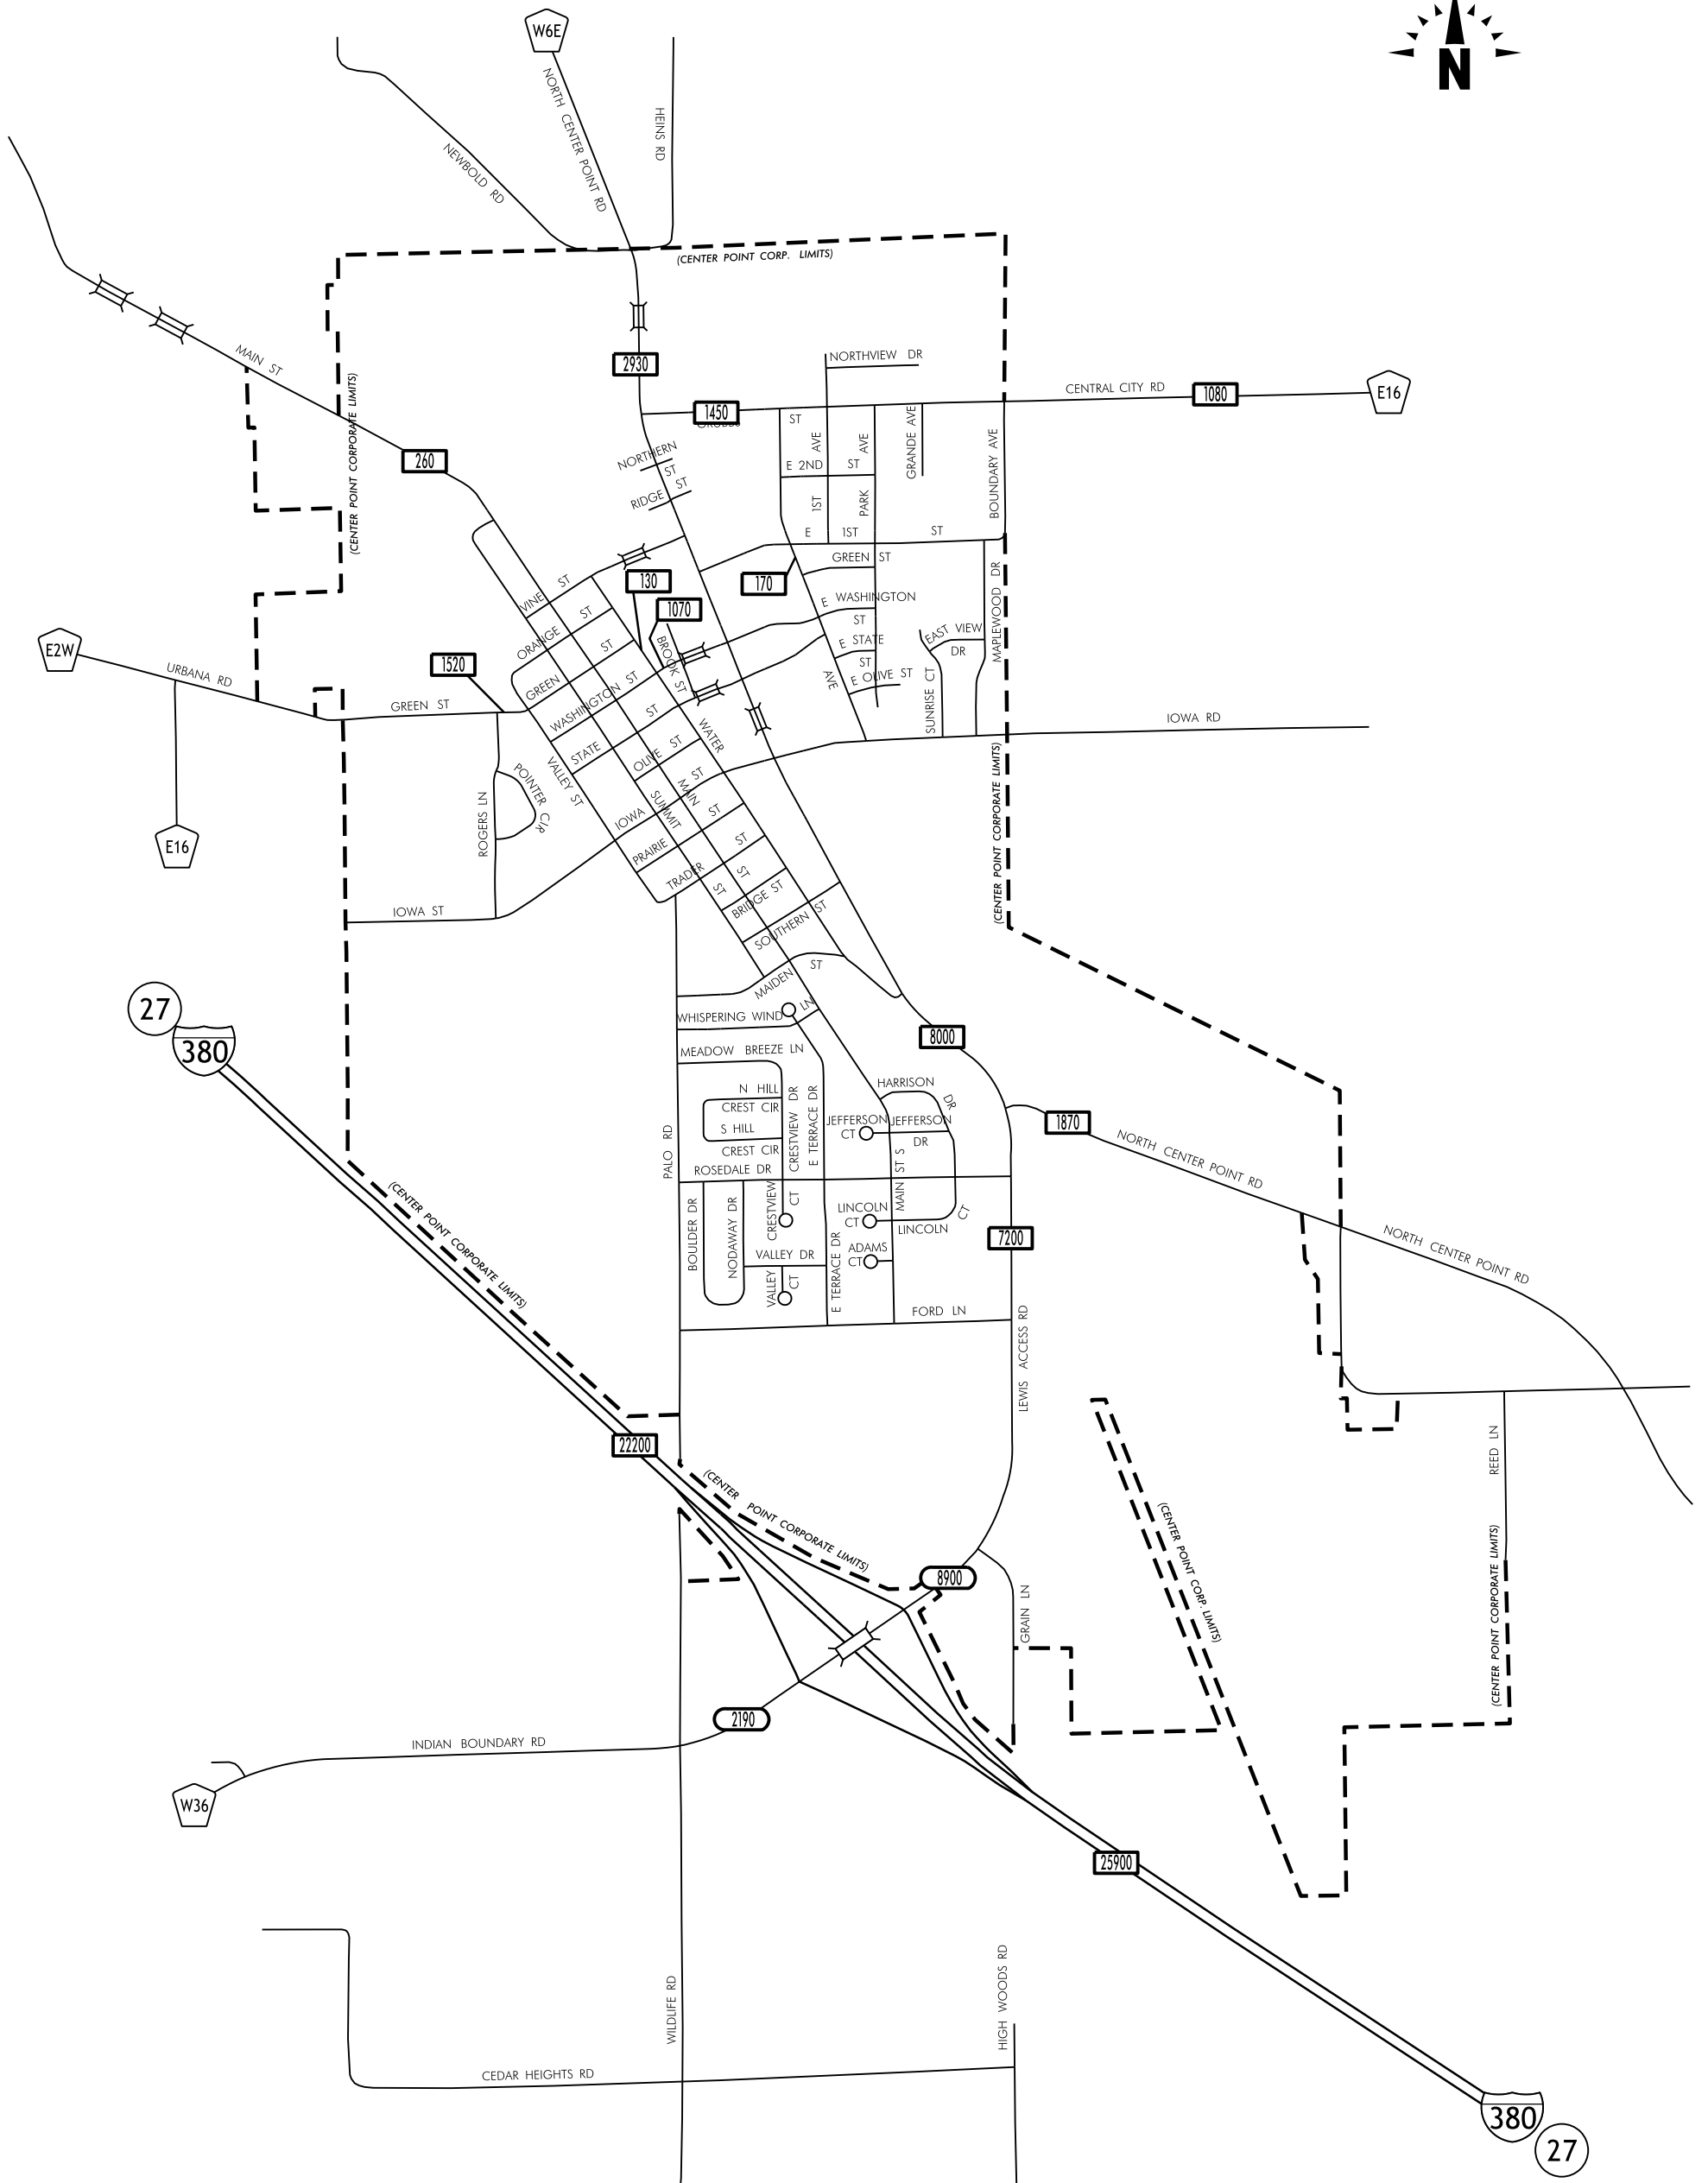 W6E
N
NORTH CENTER POINT RD
HEINS RD
NEWBOLD RD
(CENTER POINT CORP. LIMITS)
MAIN ST
(CENTER POINT CORPORATE LIMITS)
2930
NORTHVIEW DR
CENTRAL CITY RD
1080
E16
1450
ST
260
NORTHERN ST
RIDGE ST
1ST AVE
PARK AVE
GRANDE AVE
BOUNDARY AVE
E 2ND ST
E 1ST ST
GREEN ST
130
170
1070
VINE ST
ORANGE ST
GREEN ST
WASHINGTON ST
STATE ST
OLIVE ST
BROOK ST
WATER
E WASHINGTON ST
E STATE ST
E OLIVE ST
AVE
EAST VIEW DR
SUNRISE CT
MAPLEWOOD DR
E2W
URBANA RD
1520
GREEN ST
IOWA RD
E16
ROGERS LN
POINTER CIR
VALLEY ST
SUMMIT ST
MAIN ST
IOWA ST
PRAIRIE ST
TRADER ST
BRIDGE ST
SOUTHERN ST
(CENTER POINT CORPORATE LIMITS)
IOWA ST
MAIDEN ST
27
380
WHISPERING WIND LN
8000
MEADOW BREEZE LN
N HILL CREST CIR
S HILL CREST CIR
CRESTVIEW DR
E TERRACE DR
HARRISON DR
JEFFERSON CT
JEFFERSON DR
1870
NORTH CENTER POINT RD
PALO RD
ROSEDALE DR
MAIN ST S
BOULDER DR
NODAWAY DR
CRESTVIEW CT
LINCOLN CT
LINCOLN CT
7200
NORTH CENTER POINT RD
VALLEY DR
ADAMS CT
VALLEY CT
E TERRACE DR
(CENTER POINT CORPORATE LIMITS)
FORD LN
LEWIS ACCESS RD
22200
REED LN
(CENTER POINT CORPORATE LIMITS)
(CENTER POINT CORP. LIMITS)
(CENTER POINT CORPORATE LIMITS)
8900
GRAIN LN
2190
INDIAN BOUNDARY RD
W36
25900
WILDLIFE RD
HIGH WOODS RD
CEDAR HEIGHTS RD
380
27